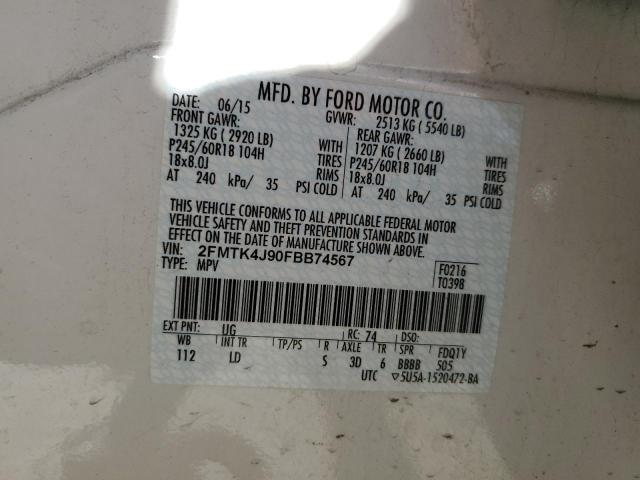 MFD. BY FORD MOTOR CO.
DATE: 06/15 GVWR: 2513 KG ( 5540 LB)
FRONT GAWR: REAR GAWR:
1325 KG ( 2920 LB) 1207 KG ( 2660 LB)
P245/60R18 104H WITH TIRES P245/60R18 104H WITH TIRES
18x8.0J RIMS 18x8.0J RIMS
AT 240 kPa/ 35 PSI COLD AT 240 kPa/ 35 PSI COLD
THIS VEHICLE CONFORMS TO ALL APPLICABLE FEDERAL MOTOR
VEHICLE SAFETY AND THEFT PREVENTION STANDARDS IN
EFFECT ON THE DATE OF MANUFACTURE SHOWN ABOVE.
VIN: 2FMTK4J90FBB74567 F0216
TYPE: MPV T0398
EXT PNT: UG RC: 74 DSO:
WB INT TR TP/PS R AXLE TR SPR FDQ1Y
112 LD S 3D 6 BBBB 505
UTC ▽5U5A-1520472-BA